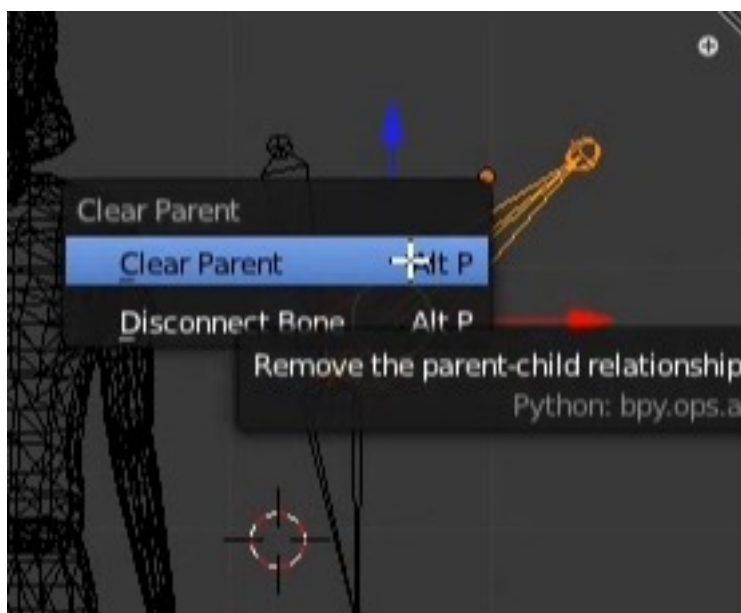 Clear Parent
Clear Parent Alt P
Disconnect Bone Alt P
Remove the parent-child relationship
Python: bpy.ops.a